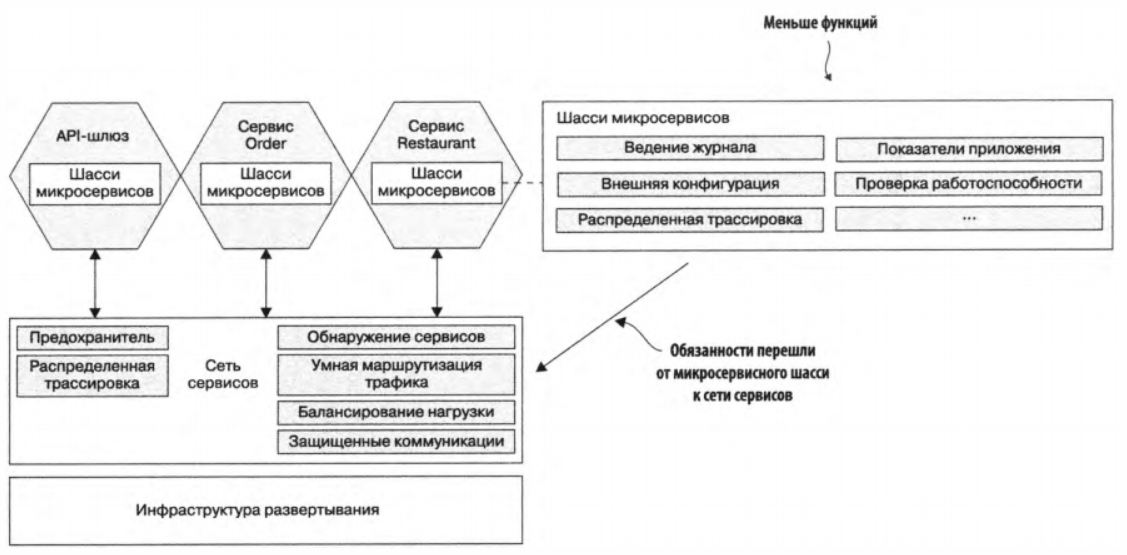 Меньше функций
API-шлюз
Шасси
микросервисов
Сервис
Order
Шасси
микросервисов
Сервис
Restaurant
Шасси
микросервисов
Шасси микросервисов
Ведение журнала
Показатели приложения
Внешняя конфигурация
Проверка работоспособности
Распределенная трассировка
...
Предохранитель
Распределенная
трассировка
Сеть
сервисов
Обнаружение сервисов
Умная маршрутизация
трафика
Балансирование нагрузки
Защищенные коммуникации
Обязанности перешли
от микросервисного шасси
к сети сервисов
Инфраструктура развертывания